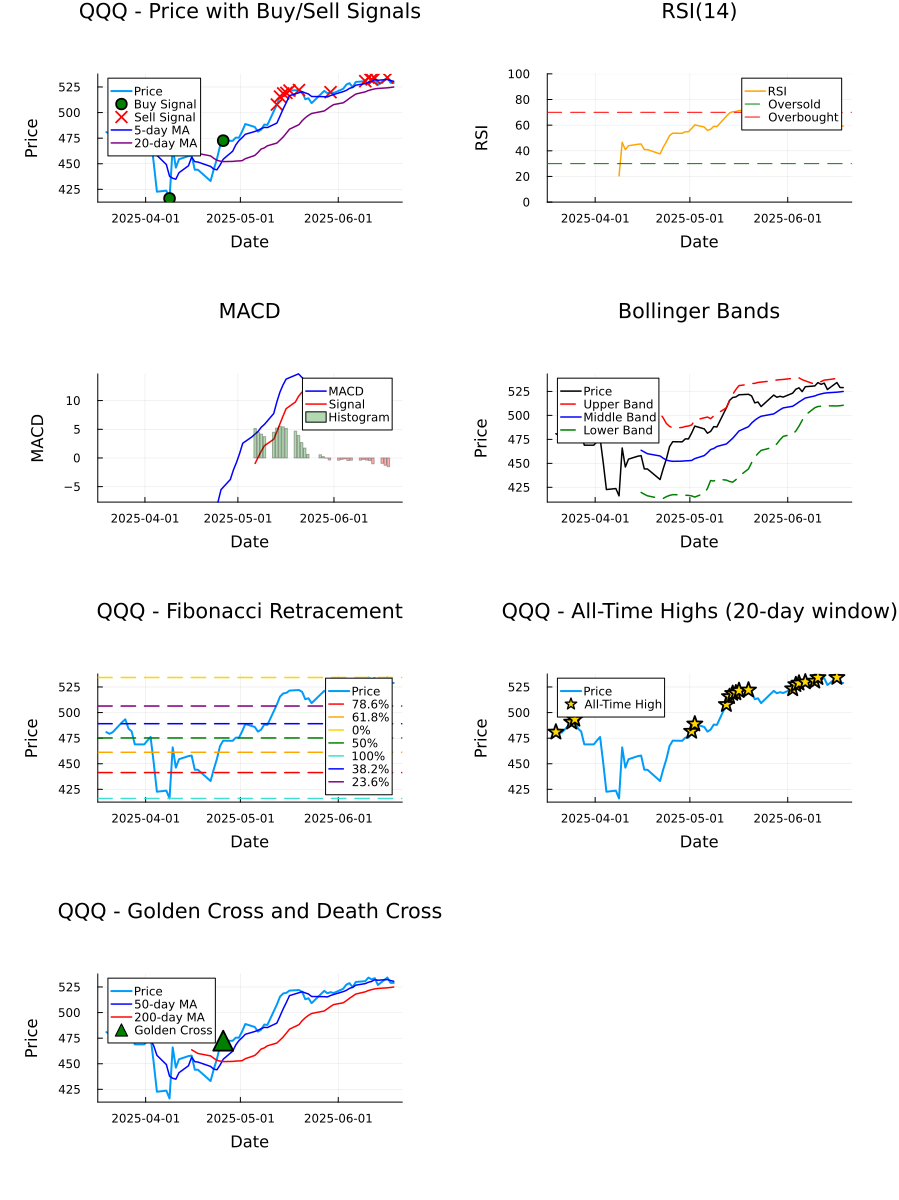 QQQ - Price with Buy/Sell Signals
525
500
475
450
425
Price
Price
Buy Signal
Sell Signal
5-day MA
20-day MA
2025-04-01
2025-05-01
2025-06-01
Date
RSI(14)
100
80
60
40
20
0
RSI
RSI
Oversold
Overbought
2025-04-01
2025-05-01
2025-06-01
Date
MACD
10
5
0
−5
MACD
MACD
Signal
Histogram
2025-04-01
2025-05-01
2025-06-01
Date
Bollinger Bands
525
500
475
450
425
Price
Price
Upper Band
Middle Band
Lower Band
2025-04-01
2025-05-01
2025-06-01
Date
QQQ - Fibonacci Retracement
525
500
475
450
425
Price
Price
78.6%
61.8%
0%
50%
100%
38.2%
23.6%
2025-04-01
2025-05-01
2025-06-01
Date
QQQ - All-Time Highs (20-day window)
525
500
475
450
425
Price
Price
All-Time High
2025-04-01
2025-05-01
2025-06-01
Date
QQQ - Golden Cross and Death Cross
525
500
475
450
425
Price
Price
50-day MA
200-day MA
Golden Cross
2025-04-01
2025-05-01
2025-06-01
Date